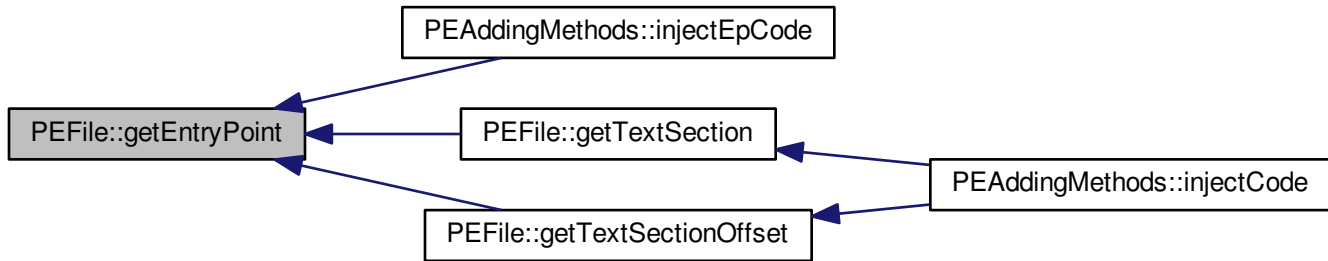 PEAddingMethods::injectEpCode
PEFile::getEntryPoint
PEFile::getTextSection
PEAddingMethods::injectCode
PEFile::getTextSectionOffset